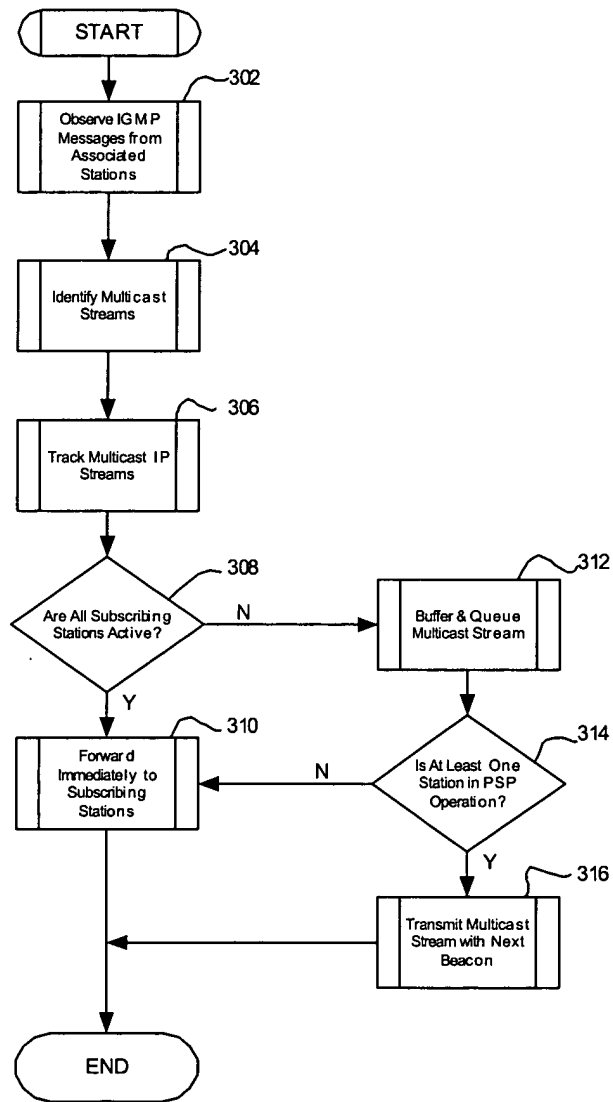 START
302
Observe IGMP
Messages from
Associated
Stations
304
Identify Multicast
Streams
306
Track Multicast IP
Streams
308
Are All Subscribing
Stations Active?
N
Y
312
Buffer & Queue
Multicast Stream
310
Forward
Immediately to
Subscribing
Stations
314
Is At Least One
Station in PSP
Operation?
N
Y
316
Transmit Multicast
Stream with Next
Beacon
END